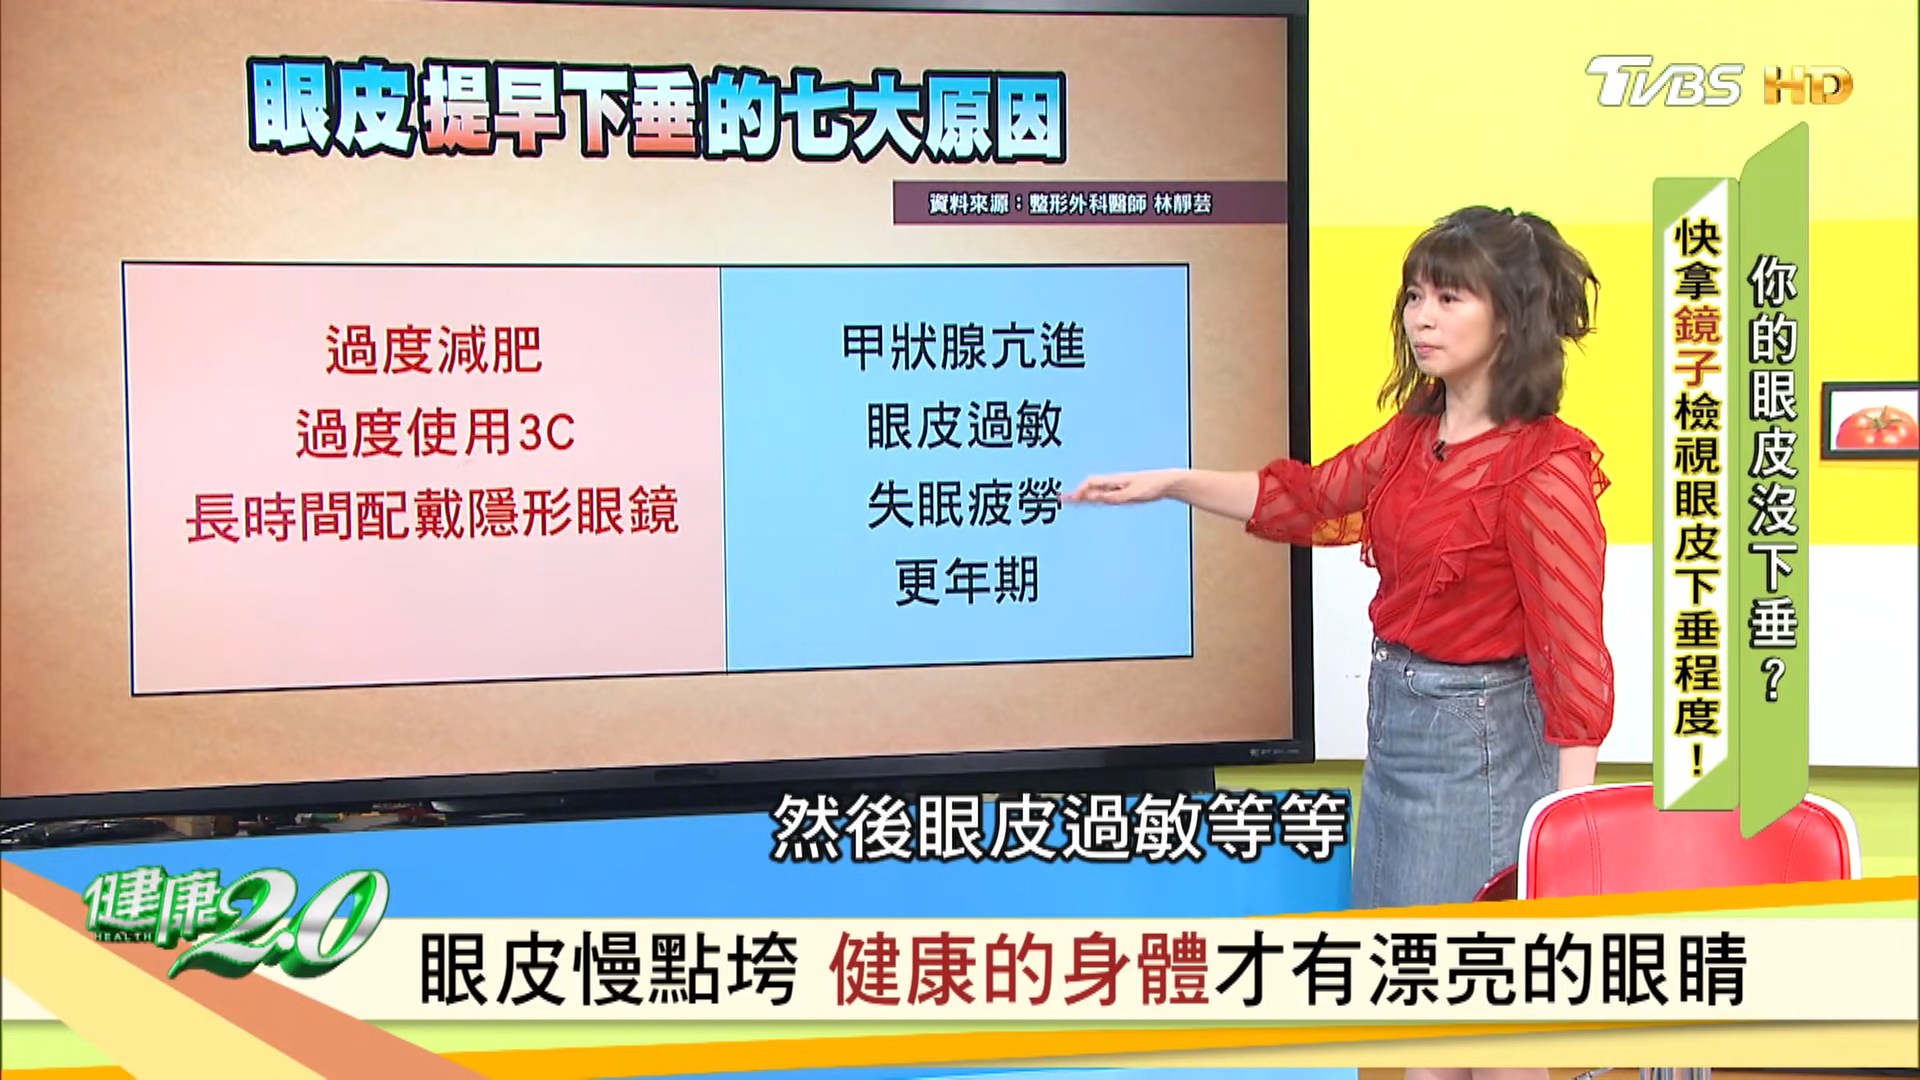 眼皮提早下垂的七大原因
資料來源：整形外科醫師 林靜芸
過度減肥
過度使用3C
長時間配戴隱形眼鏡
甲狀腺亢進
眼皮過敏
失眠疲勞
更年期
TVBS HD
你的眼皮沒下垂？
快拿鏡子檢視眼皮下垂程度！
然後眼皮過敏等等
健康2.0
HEALTH
眼皮慢點垮 健康的身體才有漂亮的眼睛